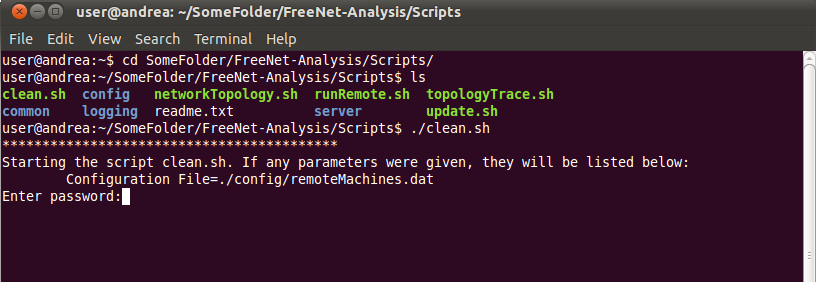 user@andrea: ~/SomeFolder/FreeNet-Analysis/Scripts
File Edit View Search Terminal Help
user@andrea:~$ cd SomeFolder/FreeNet-Analysis/Scripts/
user@andrea:~/SomeFolder/FreeNet-Analysis/Scripts$ ls
clean.sh config networkTopology.sh runRemote.sh topologyTrace.sh
common logging readme.txt server update.sh
user@andrea:~/SomeFolder/FreeNet-Analysis/Scripts$ ./clean.sh
******************************************
Starting the script clean.sh. If any parameters were given, they will be listed below:
Configuration File=./config/remoteMachines.dat
Enter password: